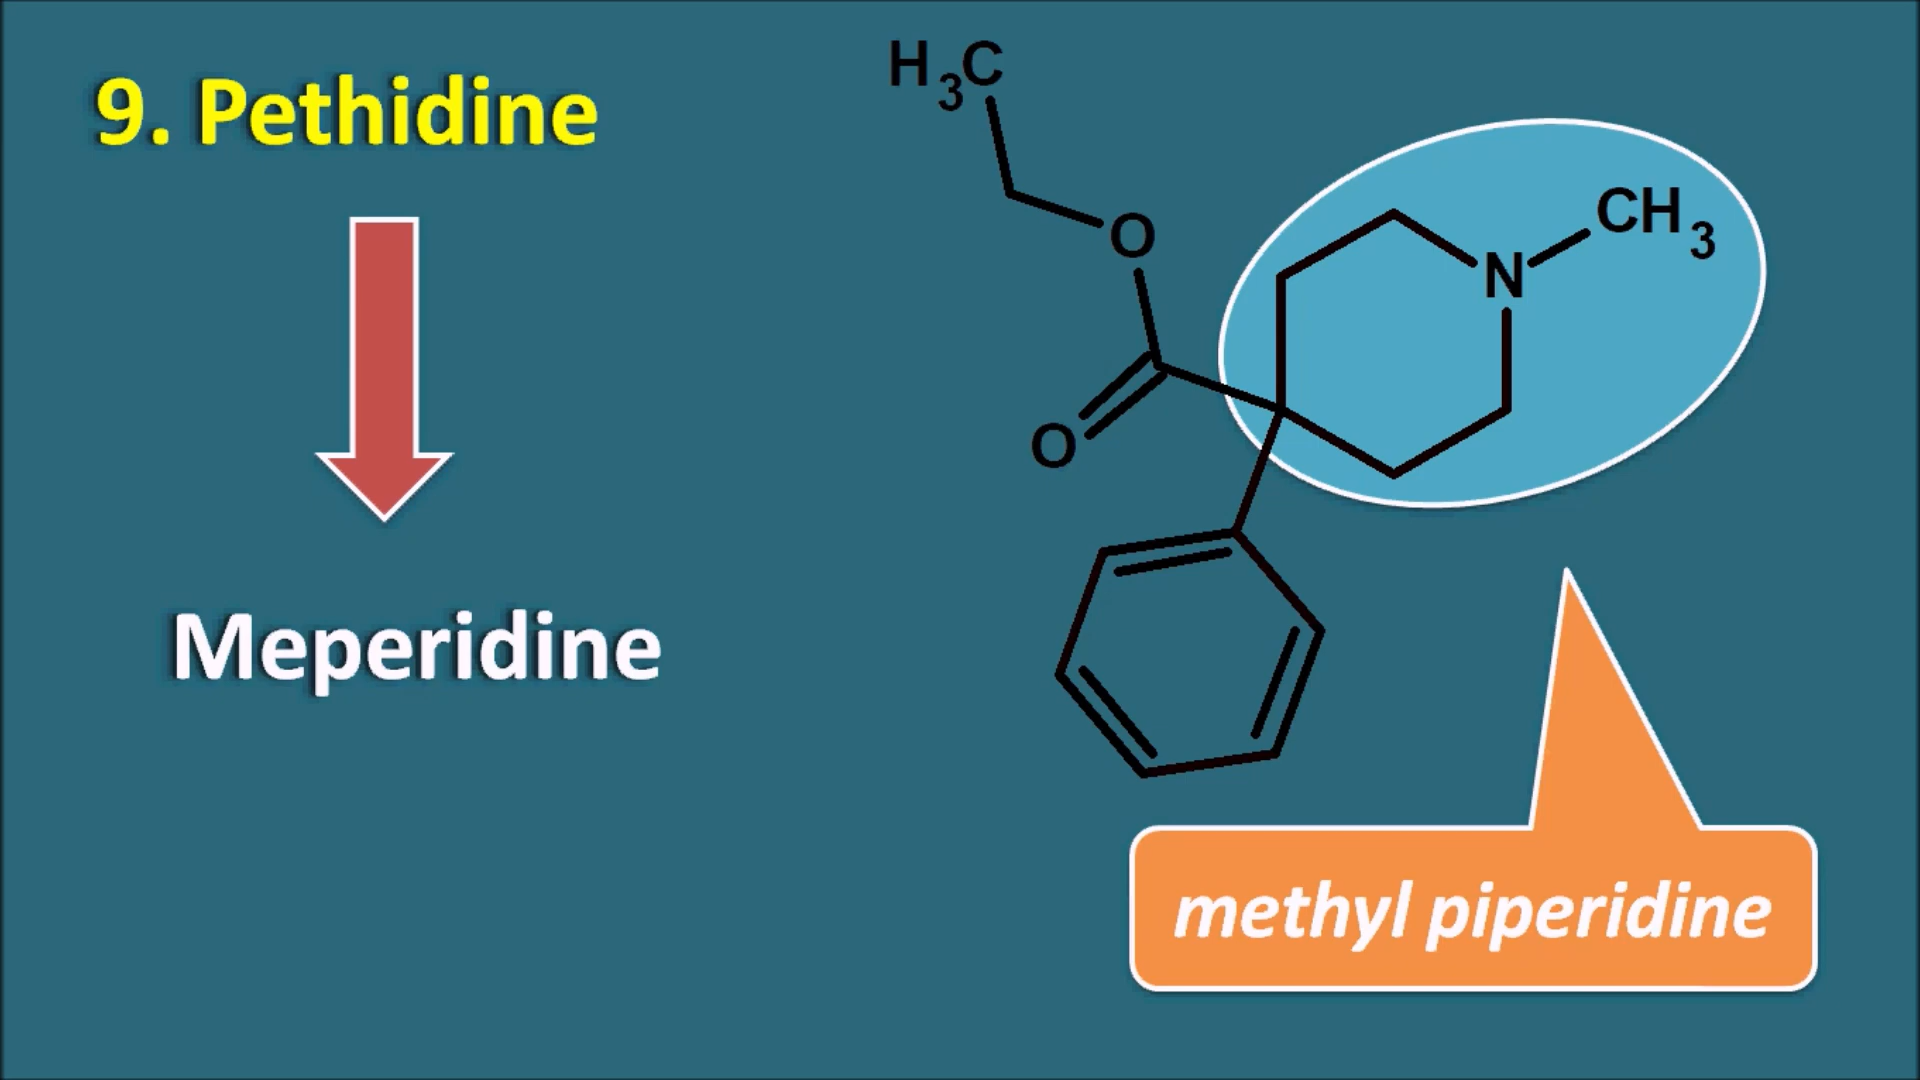 9. Pethidine
Meperidine
H3C
O
O
N
CH3
methyl piperidine